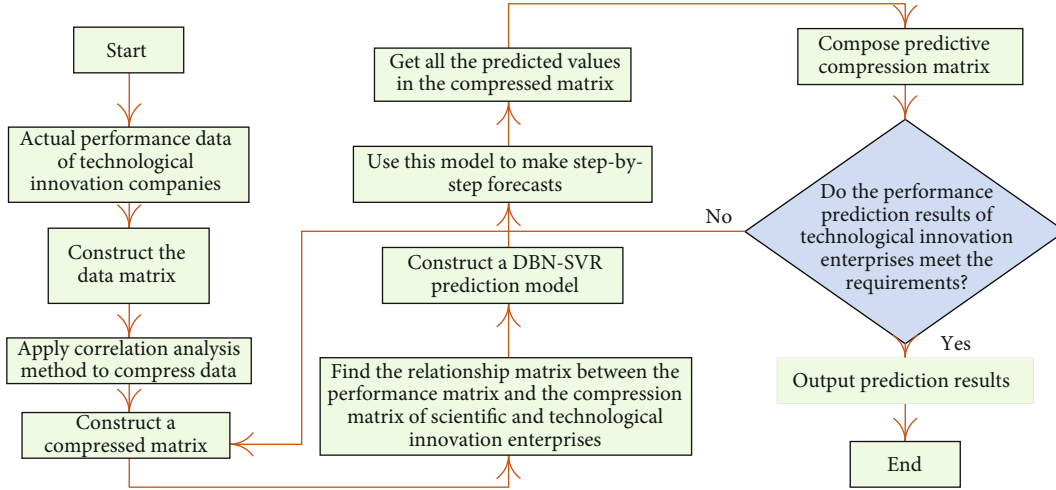 Start
Actual performance data
of technological
innovation companies
Construct the
data matrix
Apply correlation analysis
method to compress data
Construct a
compressed matrix
Find the relationship matrix between the
performance matrix and the compression
matrix of scientific and technological
innovation enterprises
Construct a DBN-SVR
prediction model
Use this model to make step-by-
step forecasts
Get all the predicted values
in the compressed matrix
Compose predictive
compression matrix
Do the performance
prediction results of
technological innovation
enterprises meet the
requirements?
No
Yes
Output prediction results
End